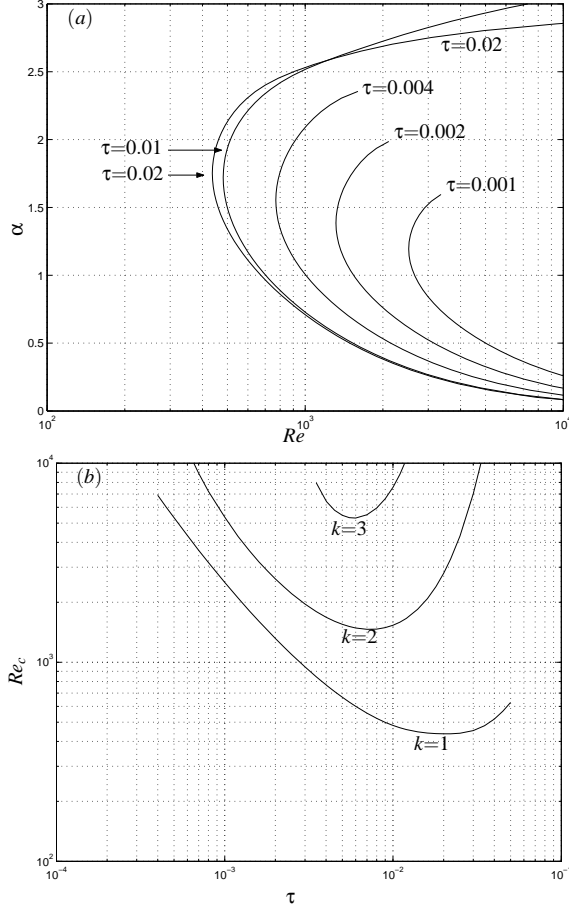 (a)
3
2.5
2
1.5
1
0.5
0
α
τ=0.02
τ=0.004
τ=0.002
τ=0.001
τ=0.01
τ=0.02
10²
10³
10⁴
Re
(b)
10⁴
10³
10²
Re_c
k=3
k=2
k=1
10⁻⁴
10⁻³
10⁻²
10⁻¹
τ